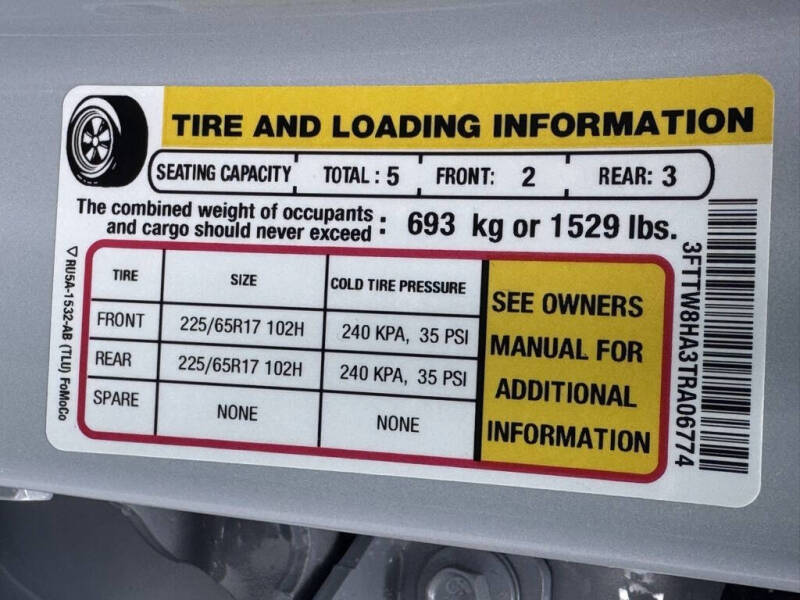 TIRE AND LOADING INFORMATION
SEATING CAPACITY TOTAL : 5 FRONT: 2 REAR: 3
The combined weight of occupants
and cargo should never exceed : 693 kg or 1529 lbs.
TIRE SIZE COLD TIRE PRESSURE
FRONT 225/65R17 102H 240 KPA, 35 PSI
REAR 225/65R17 102H 240 KPA, 35 PSI
SPARE NONE NONE
SEE OWNERS
MANUAL FOR
ADDITIONAL
INFORMATION
RU5A-1532-AB (TLU) FoMoCo
3FTTW8HA3TRA06774